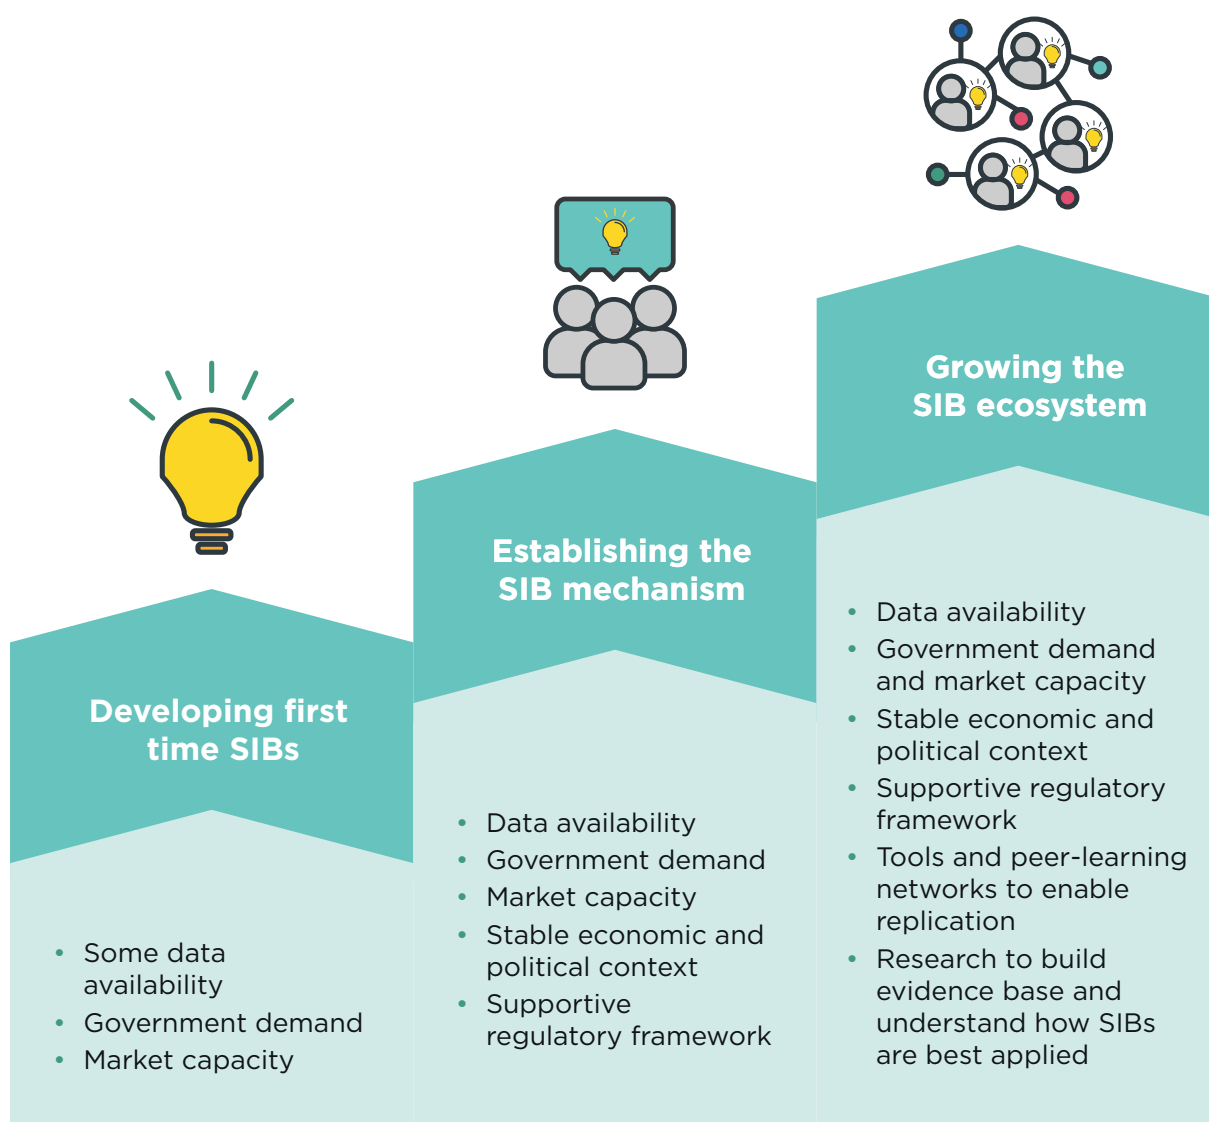 Developing first
time SIBs
• Some data
availability
• Government demand
• Market capacity
Establishing the
SIB mechanism
• Data availability
• Government demand
• Market capacity
• Stable economic and
political context
• Supportive
regulatory framework
Growing the
SIB ecosystem
• Data availability
• Government demand
and market capacity
• Stable economic and
political context
• Supportive regulatory
framework
• Tools and peer-learning
networks to enable
replication
• Research to build
evidence base and
understand how SIBs
are best applied